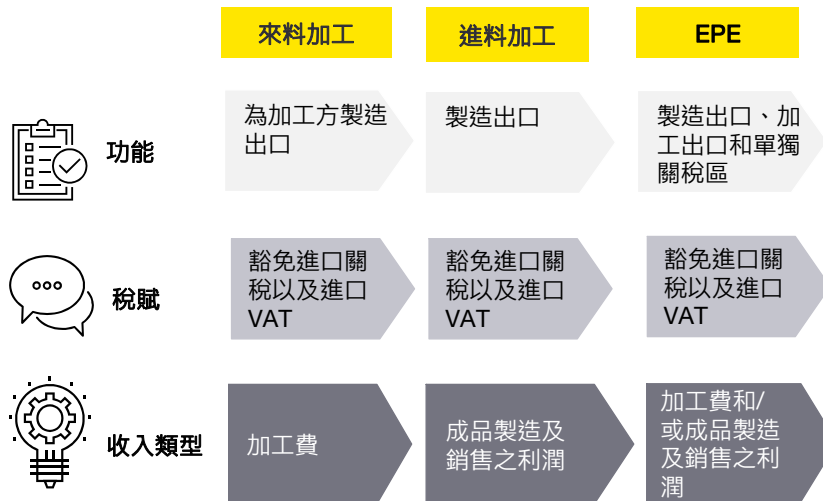 來料加工
進料加工
EPE
功能
為加工方製造
出口
製造出口
製造出口、加
工出口和單獨
關稅區
稅賦
豁免進口關
稅以及進口
VAT
豁免進口關
稅以及進口
VAT
豁免進口關
稅以及進口
VAT
收入類型
加工費
成品製造及
銷售之利潤
加工費和/
或成品製造
及銷售之利
潤